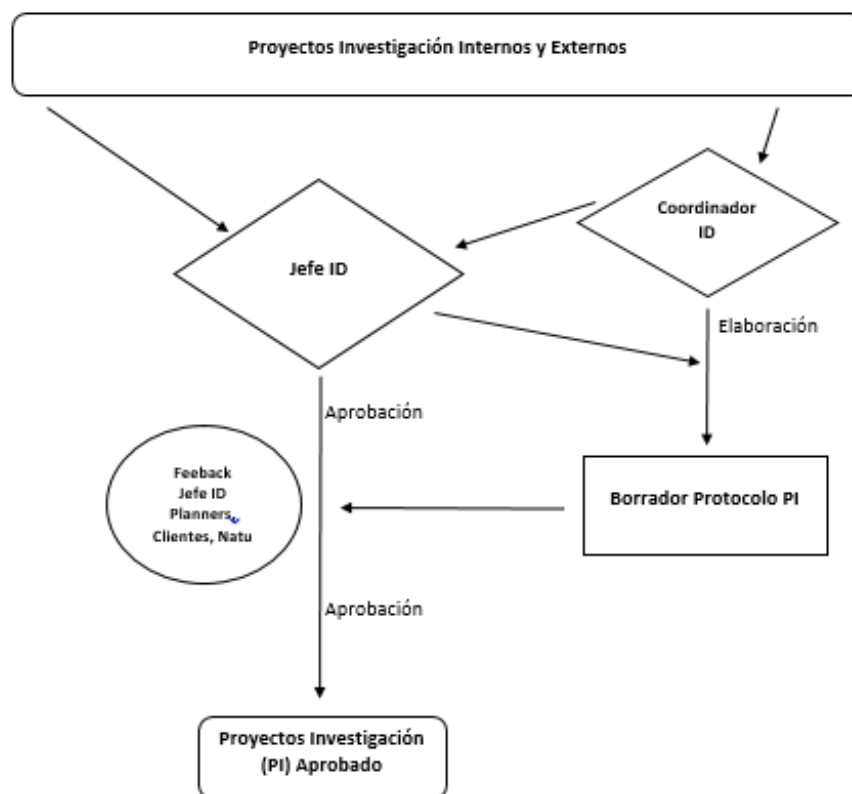 Proyectos Investigación Internos y Externos
Coordinador
ID
Jefe ID
Elaboración
Aprobación
Feeback
Jefe ID
Planners,
Clientes, Natu
Borrador Protocolo PI
Aprobación
Proyectos Investigación
(PI) Aprobado